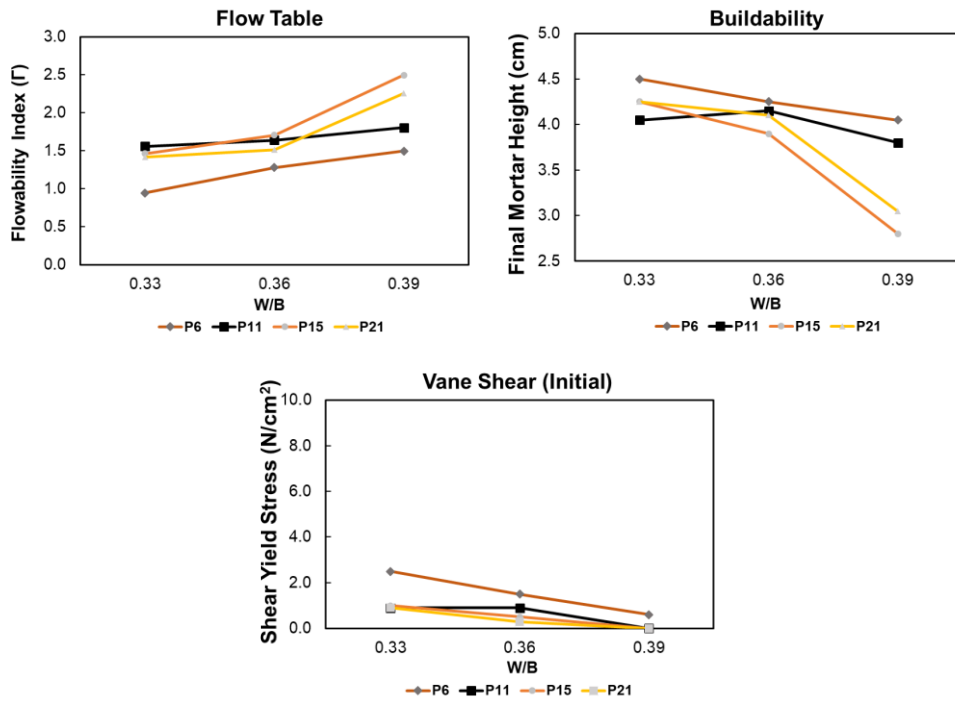 Flow Table
Flowability Index (Γ)
3.0
2.5
2.0
1.5
1.0
0.5
0.0
0.33 0.36 0.39
W/B
P6 P11 P15 P21
Buildability
Final Mortar Height (cm)
5.0
4.5
4.0
3.5
3.0
2.5
0.33 0.36 0.39
W/B
P6 P11 P15 P21
Vane Shear (Initial)
Shear Yield Stress (N/cm²)
10.0
8.0
6.0
4.0
2.0
0.0
0.33 0.36 0.39
W/B
P6 P11 P15 P21